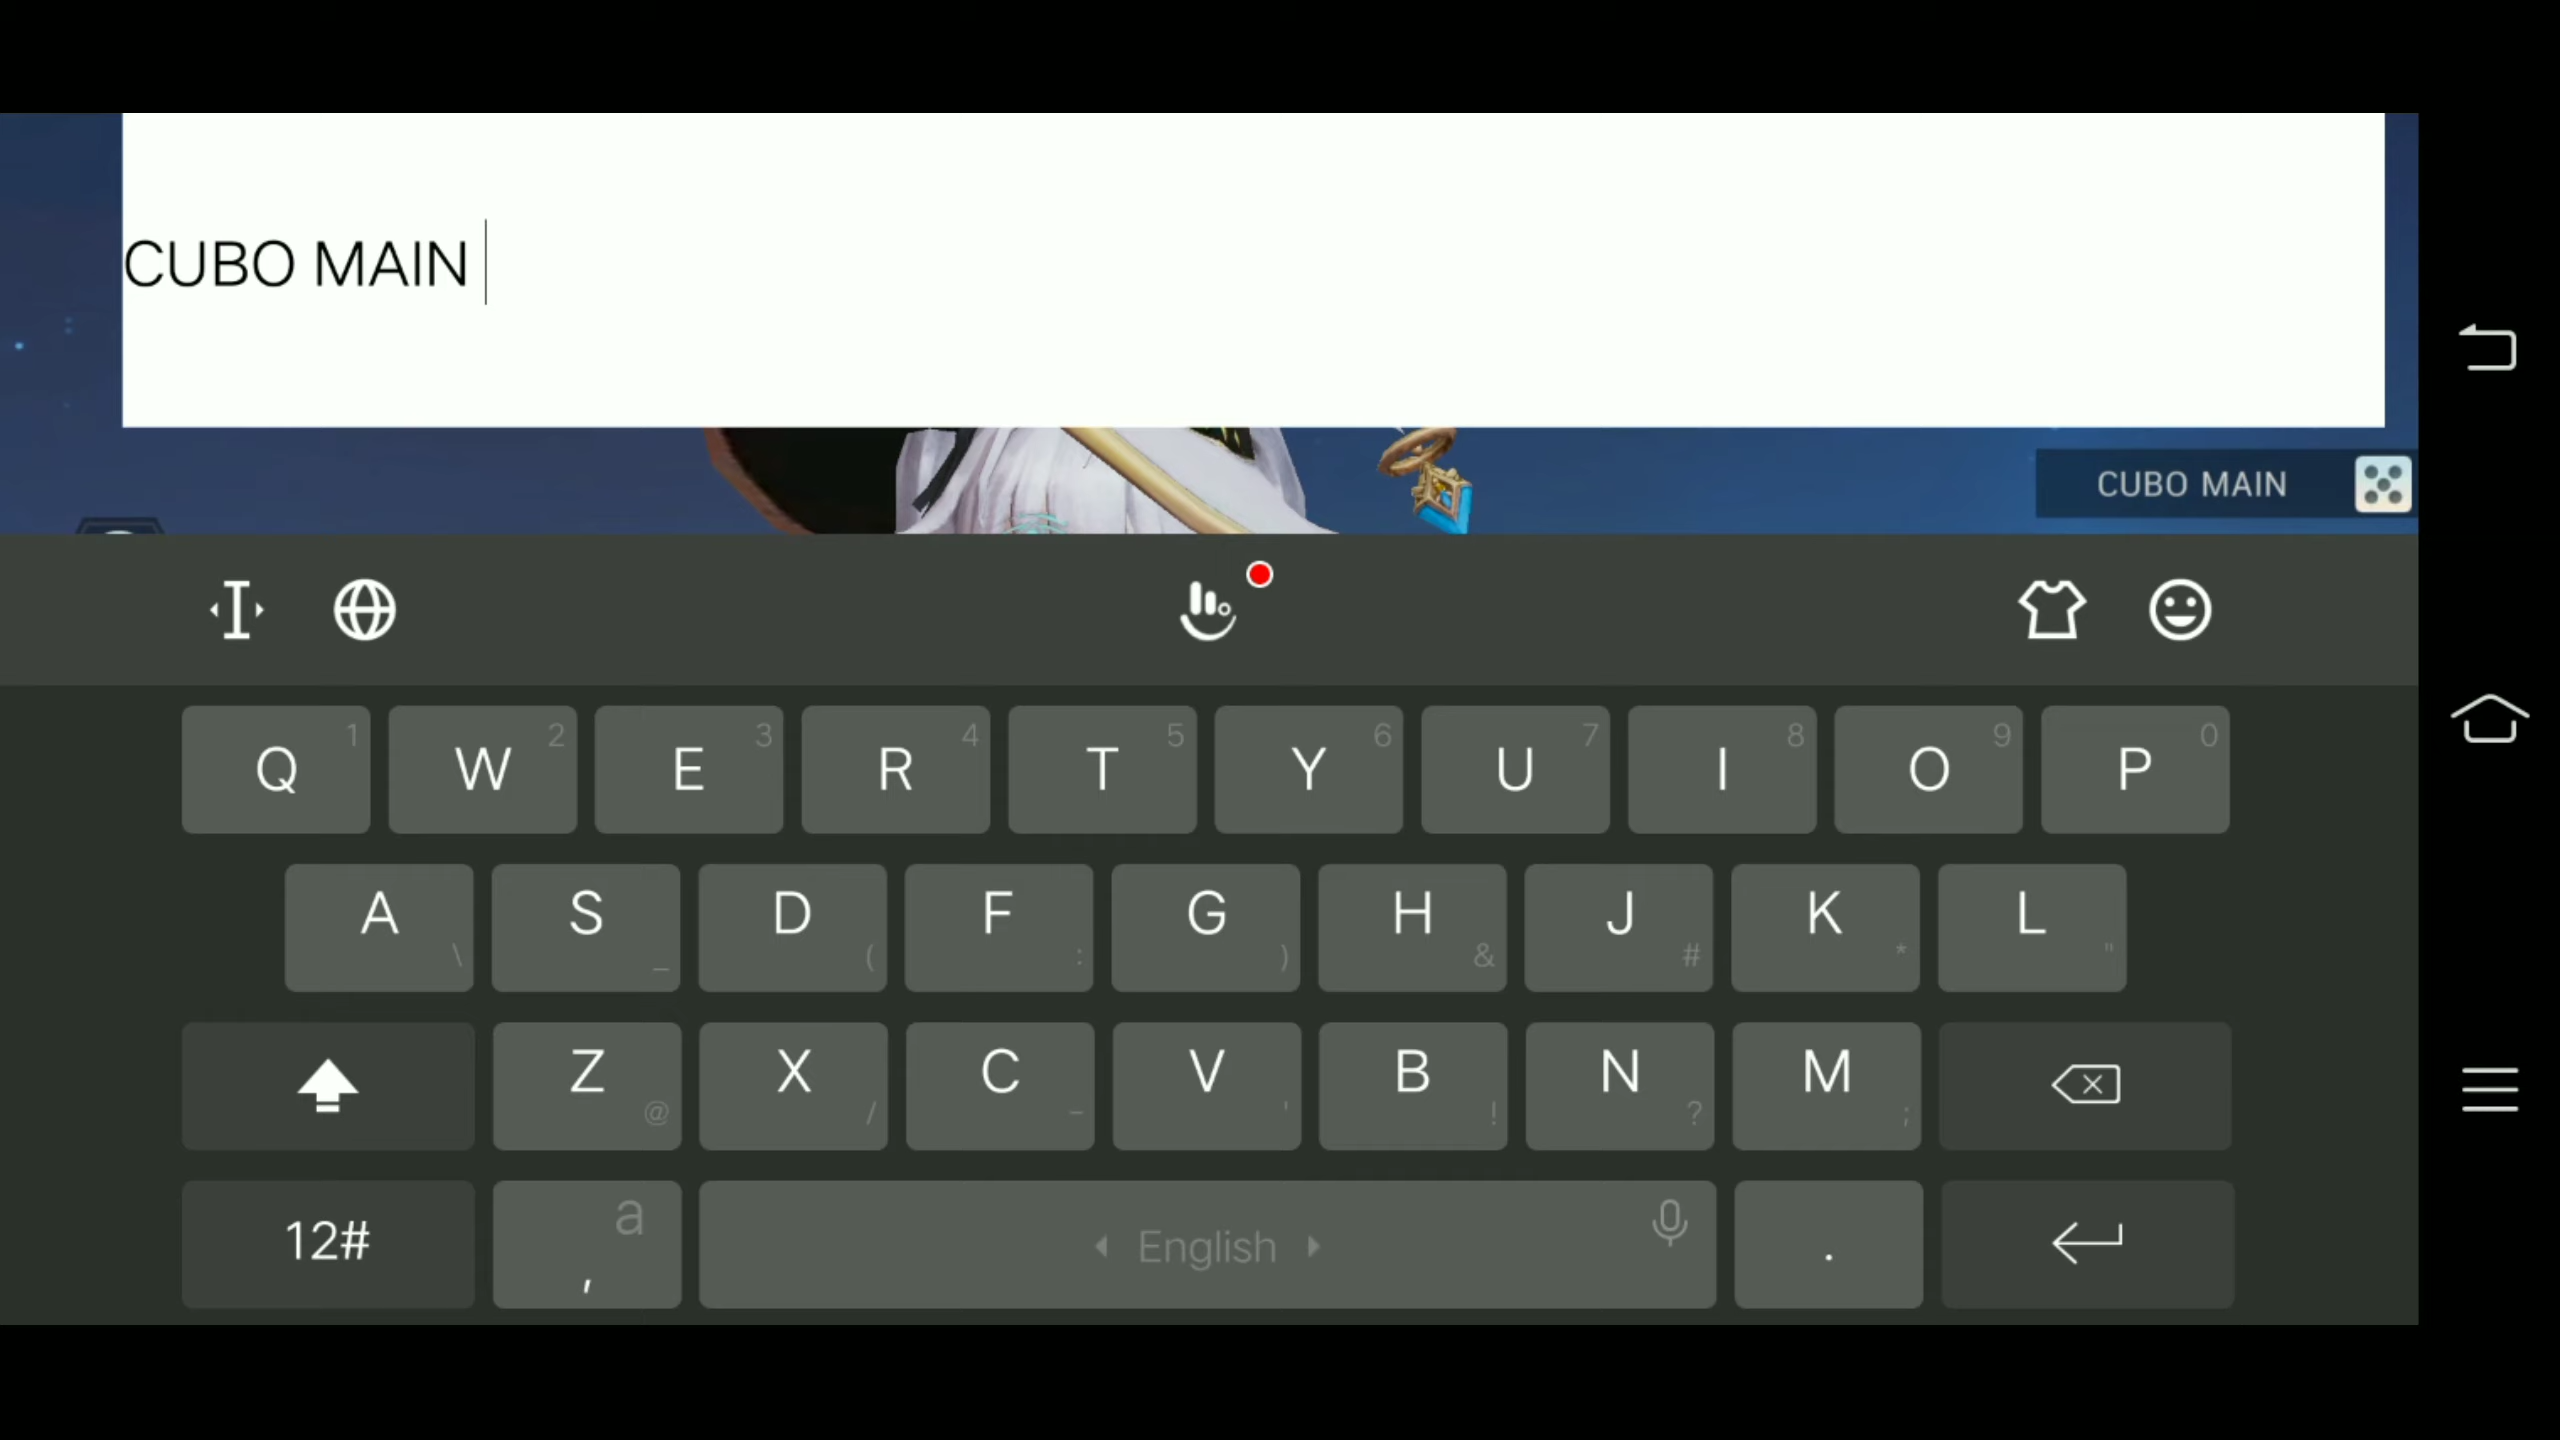 CUBO MAIN
CUBO MAIN
Q 1 W 2 E 3 R 4 T 5 Y 6 U 7 I 8 O 9 P 0
A \ S _ D ( F : G ) H & J # K * L "
Z @ X / C - V ' B ! N ? M ;
12# a , English .